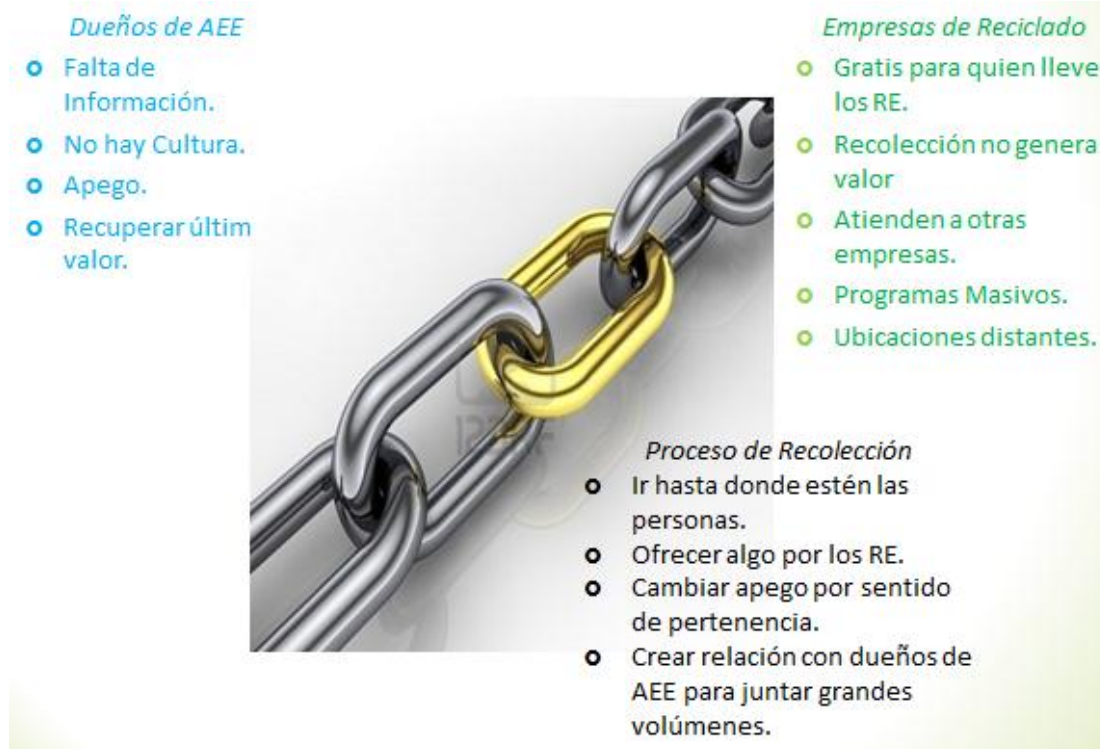 Dueños de AEE
Falta de
Información.
No hay Cultura.
Apego.
Recuperar últim
valor.
Empresas de Reciclado
Gratis para quien lleve
los RE.
Recolección no genera
valor
Atienden a otras
empresas.
Programas Masivos.
Ubicaciones distantes.
Proceso de Recolección
Ir hasta donde estén las
personas.
Ofrecer algo por los RE.
Cambiar apego por sentido
de pertenencia.
Crear relación con dueños de
AEE para juntar grandes
volúmenes.